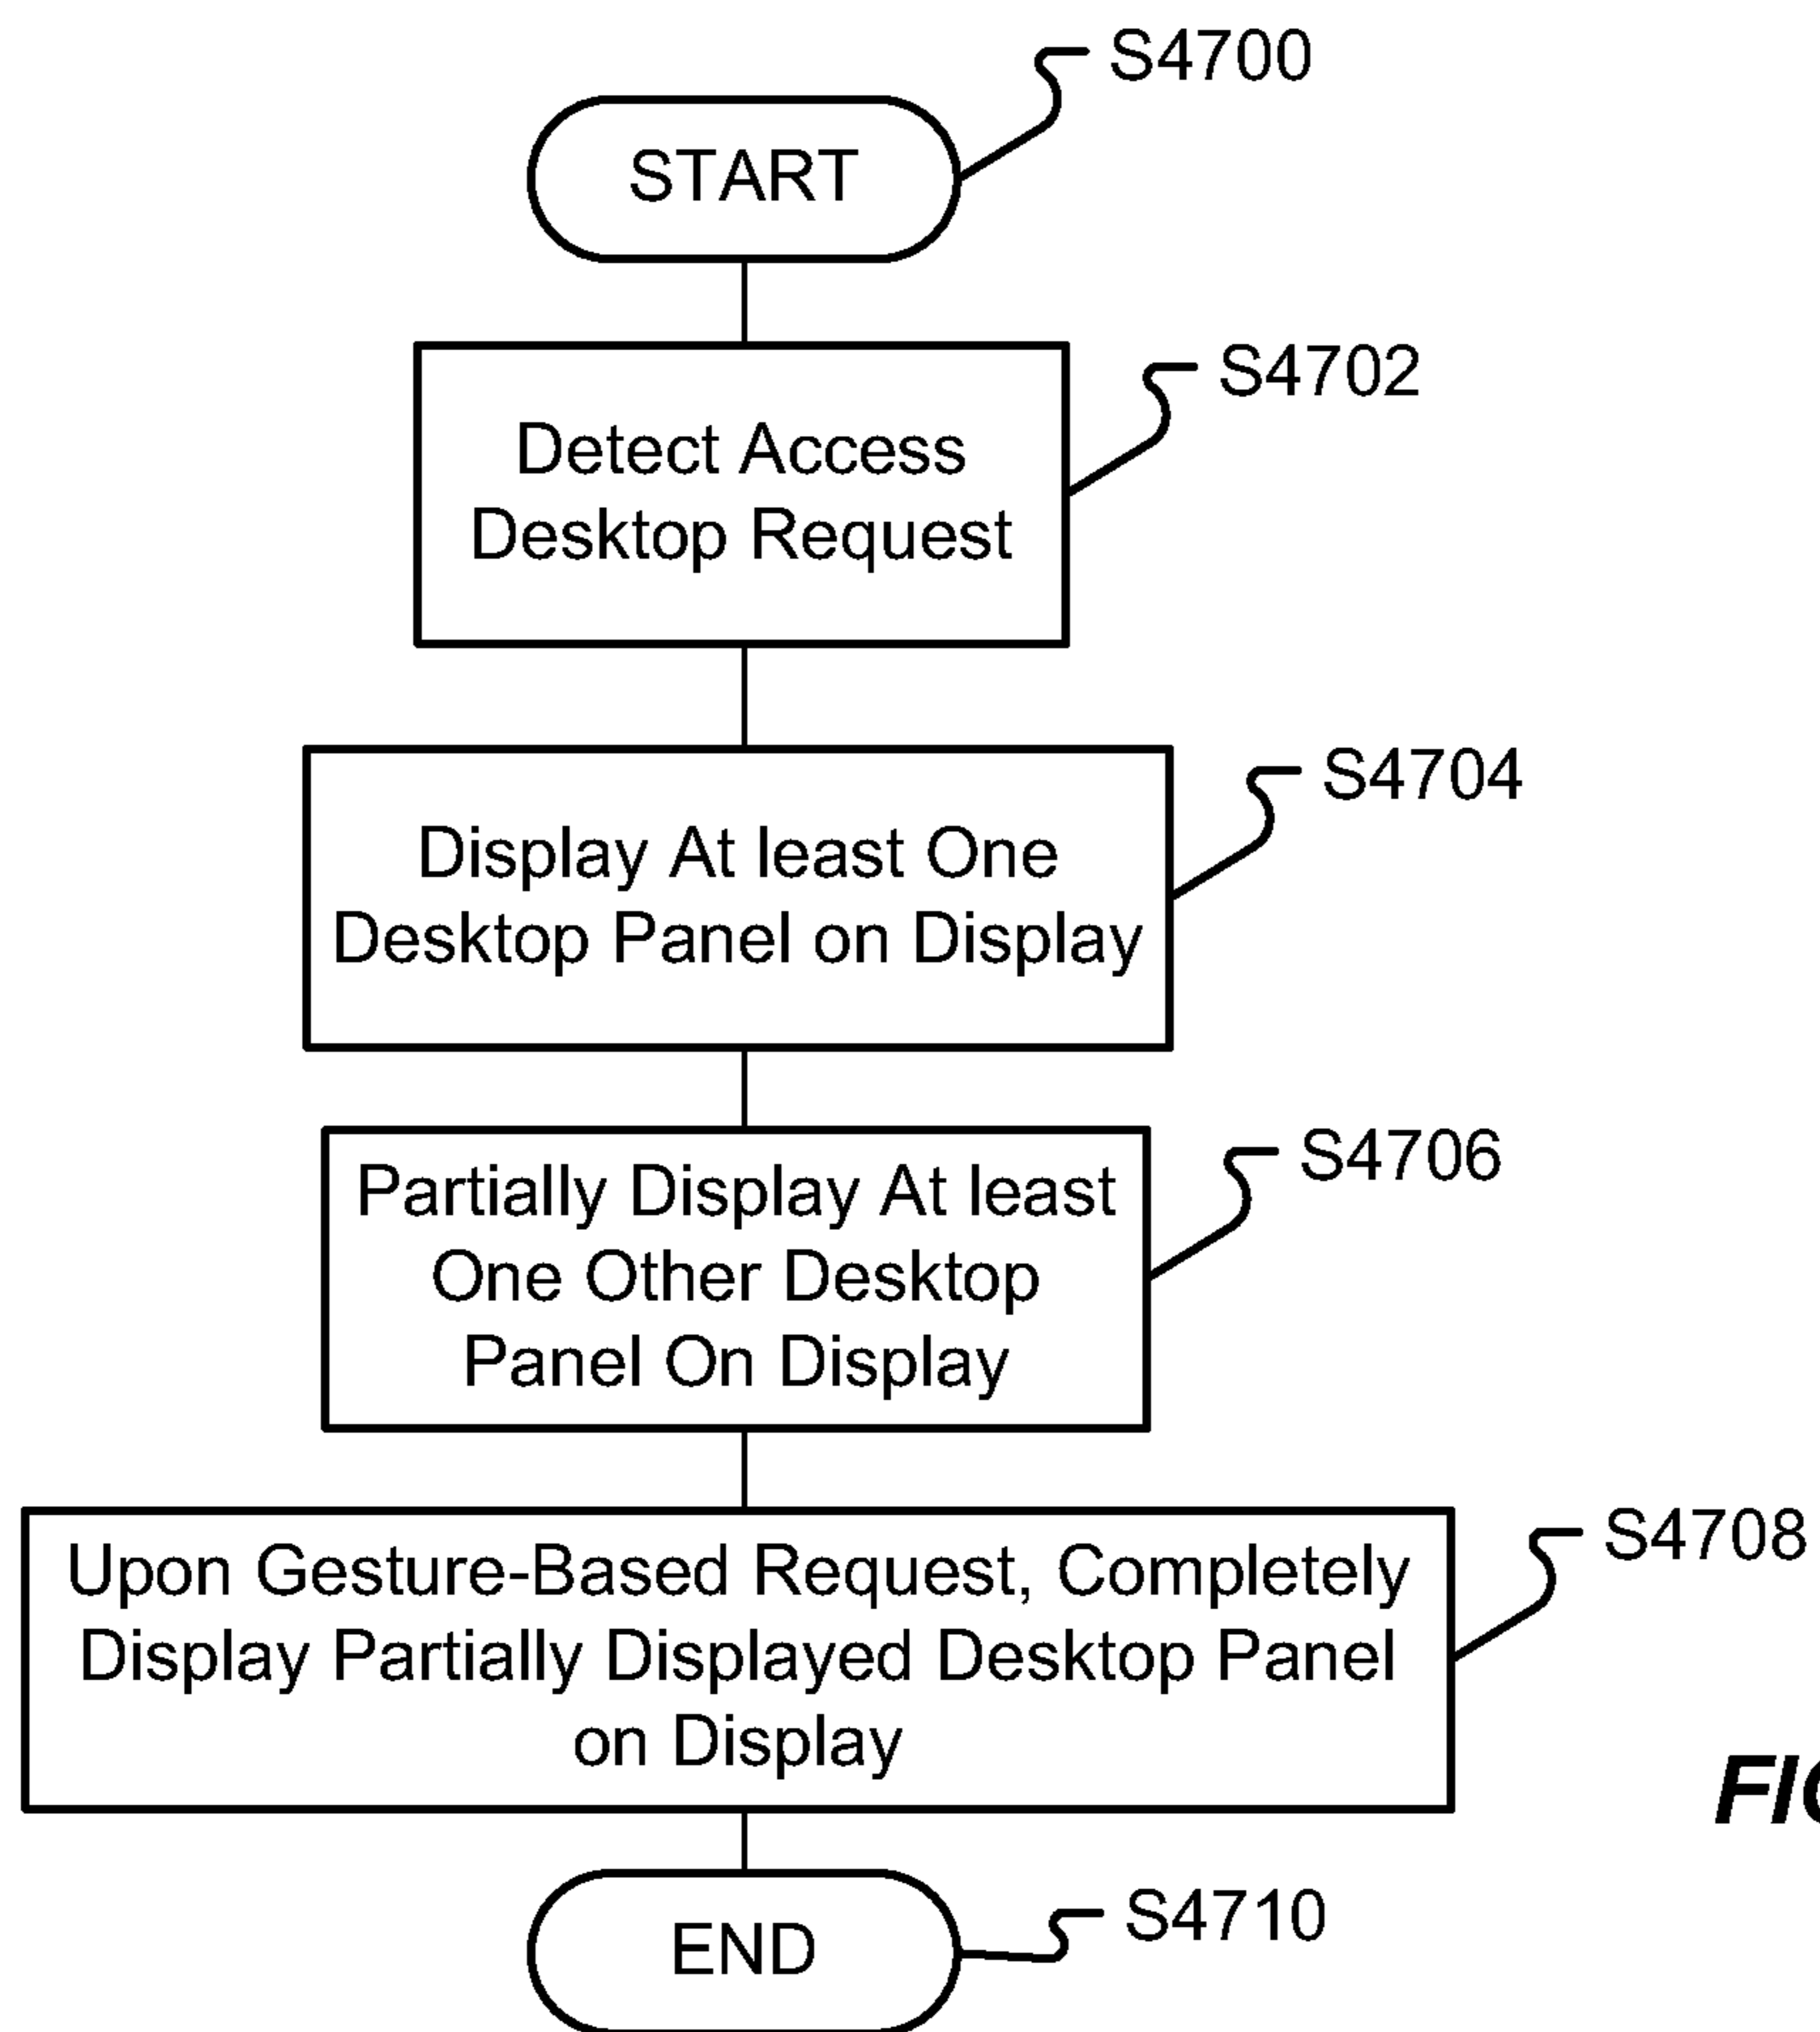 S4700
START
S4702
Detect Access
Desktop Request
S4704
Display At least One
Desktop Panel on Display
S4706
Partially Display At least
One Other Desktop
Panel On Display
S4708
Upon Gesture-Based Request, Completely
Display Partially Displayed Desktop Panel
on Display
S4710
END